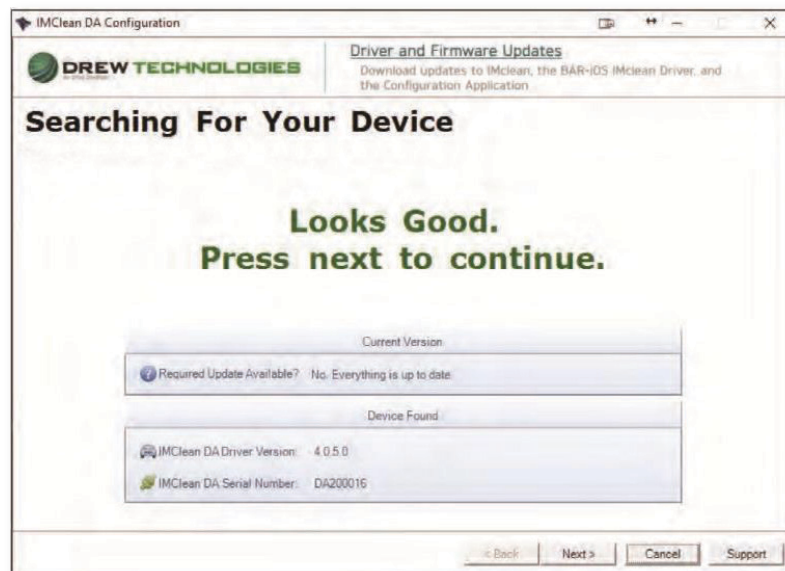 IMClean DA Configuration
DREW TECHNOLOGIES
Driver and Firmware Updates
Download updates to IMclean, the BAR-iOS IMclean Driver, and
the Configuration Application
Searching For Your Device
Looks Good.
Press next to continue.
Current Version
Required Update Available? No. Everything is up to date
Device Found
IMClean DA Driver Version: 4.0.5.0
IMClean DA Serial Number: DA200016
< Back
Next >
Cancel
Support